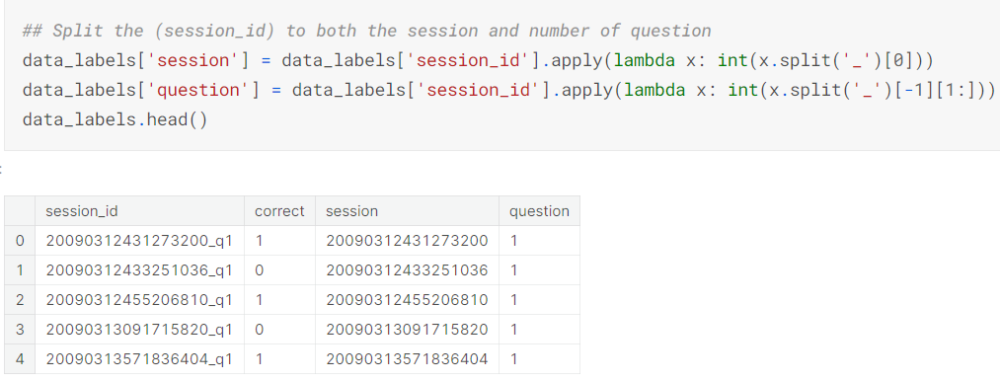 ## Split the (session_id) to both the session and number of question
data_labels['session'] = data_labels['session_id'].apply(lambda x: int(x.split('_')[0]))
data_labels['question'] = data_labels['session_id'].apply(lambda x: int(x.split('_')[-1][1:]))
data_labels.head()
:
session_id correct session question
0 20090312431273200_q1 1 20090312431273200 1
1 20090312433251036_q1 0 20090312433251036 1
2 20090312455206810_q1 1 20090312455206810 1
3 20090313091715820_q1 0 20090313091715820 1
4 20090313571836404_q1 1 20090313571836404 1